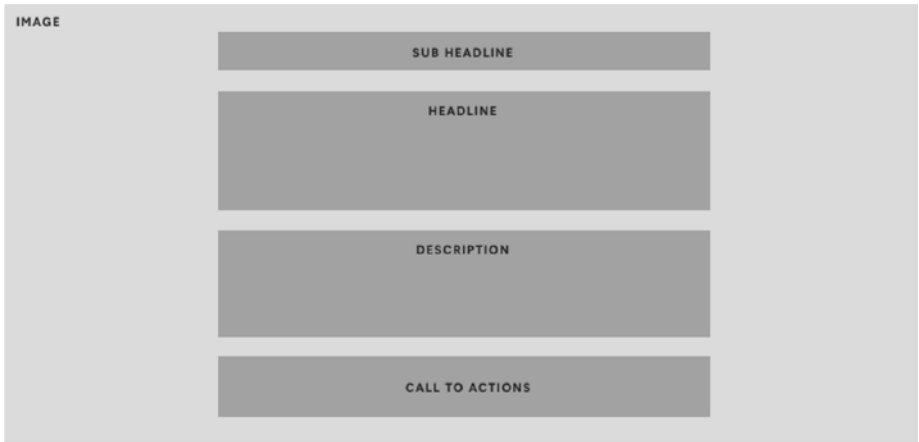 IMAGE
SUB HEADLINE
HEADLINE
DESCRIPTION
CALL TO ACTIONS